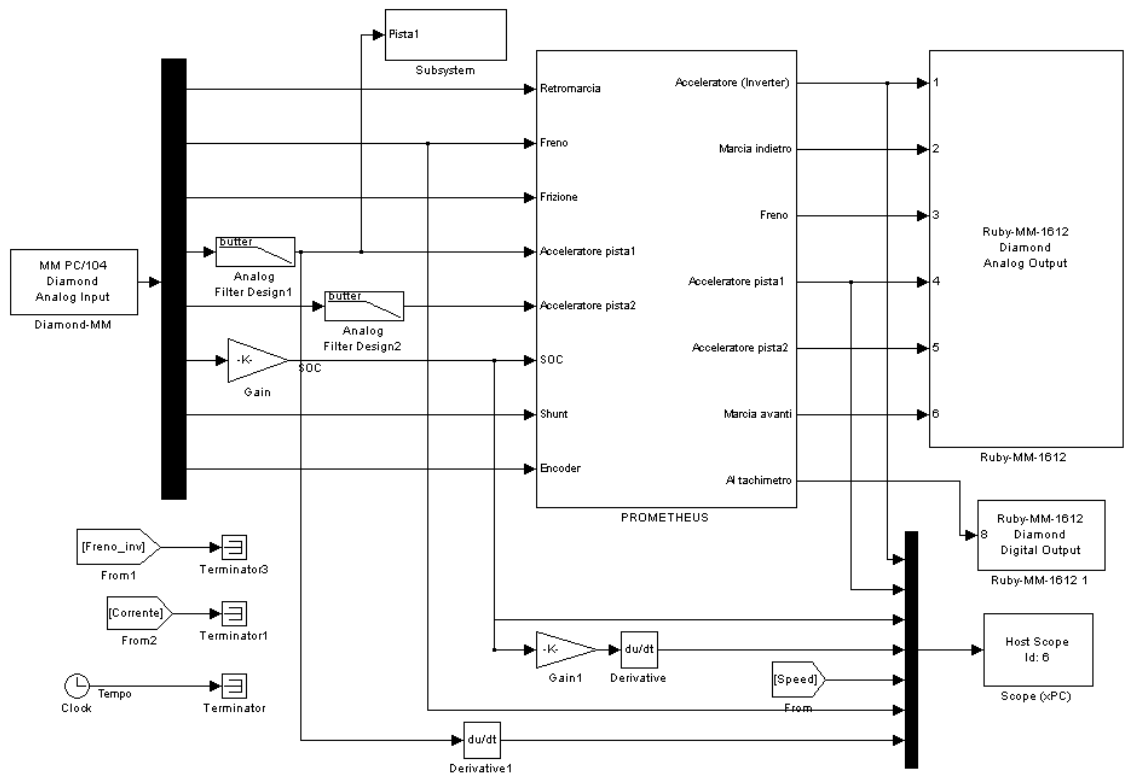 Pista1
Subsystem
MM PC/104
Diamond
Analog Input
Diamond-MM
butter
Analog
Filter Design1
butter
Analog
Filter Design2
-K-
Gain
SOC
Retromarcia
Freno
Frizione
Acceleratore pista1
Acceleratore pista2
SOC
Shunt
Encoder
Acceleratore (Inverter)
Marcia indietro
Freno
Acceleratore pista1
Acceleratore pista2
Marcia avanti
Al tachimetro
PROMETHEUS
1
2
3
4
5
6
Ruby-MM-1612
Diamond
Analog Output
Ruby-MM-1612
8
Ruby-MM-1612
Diamond
Digital Output
Ruby-MM-1612 1
[Freno_inv]
From1
Terminator3
[Corrente]
From2
Terminator1
Clock
Tempo
Terminator
-K-
Gain1
du/dt
Derivative
[Speed]
From
du/dt
Derivative1
Host Scope
Id: 6
Scope (xPC)